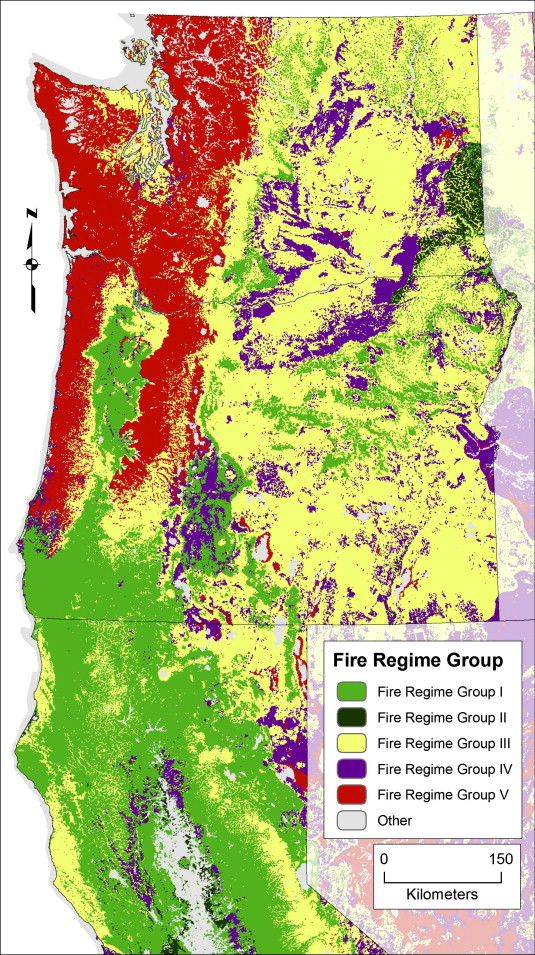 z
Fire Regime Group
Fire Regime Group I
Fire Regime Group II
Fire Regime Group III
Fire Regime Group IV
Fire Regime Group V
Other
0 150
Kilometers